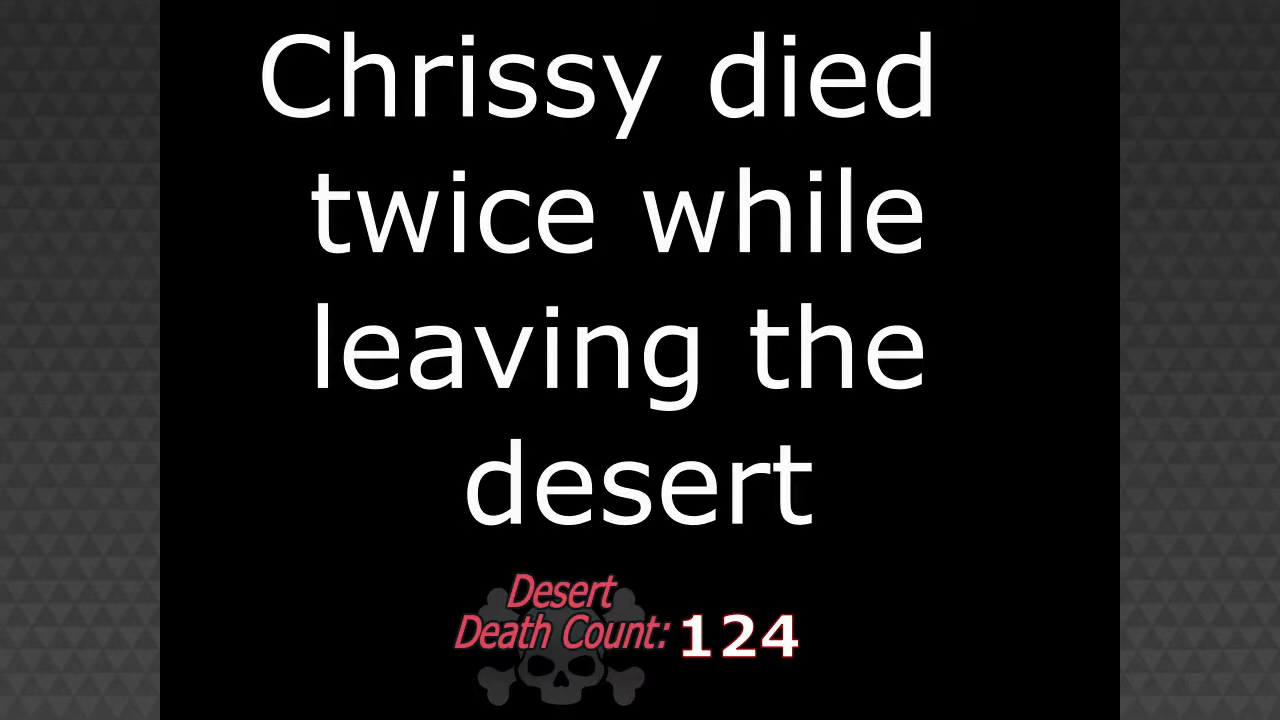 Chrissy died
twice while
leaving the
desert
Desert
Death Count: 124